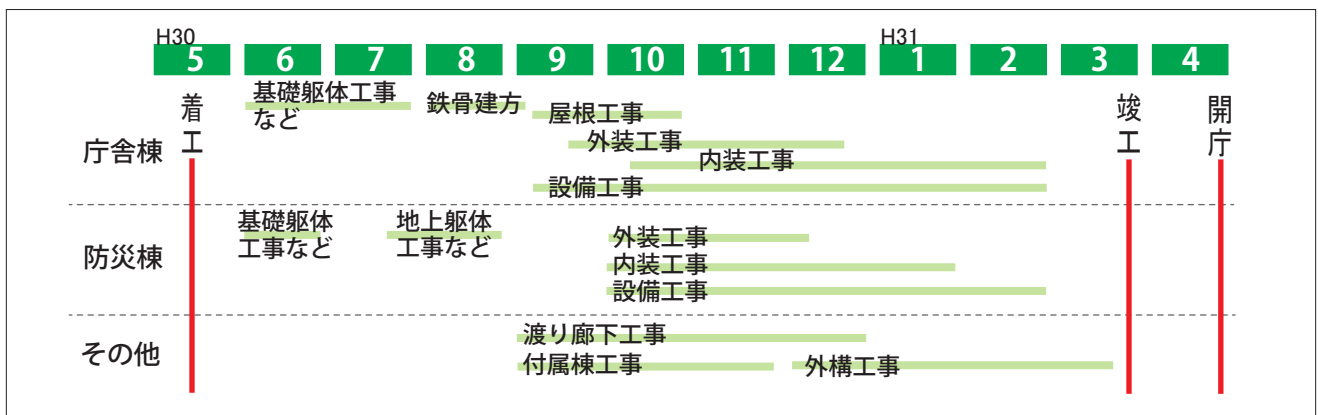 H30 H31
5 6 7 8 9 10 11 12 1 2 3 4
着工
竣工
開庁
庁舎棟
基礎躯体工事
など
鉄骨建方
屋根工事
外装工事
内装工事
設備工事
防災棟
基礎躯体
工事など
地上躯体
工事など
外装工事
内装工事
設備工事
その他
渡り廊下工事
付属棟工事
外構工事